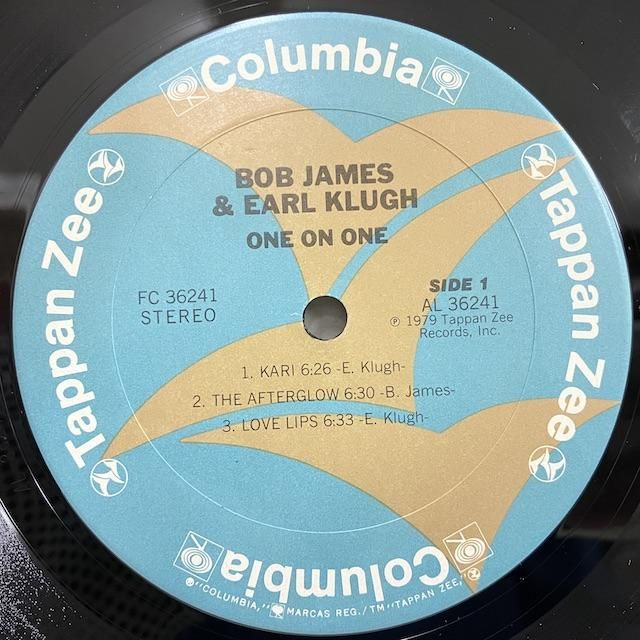 Columbia
Tappan Zee
Tappan Zee
BOB JAMES
& EARL KLUGH
ONE ON ONE
FC 36241
STEREO
SIDE 1
AL 36241
Ⓟ 1979 Tappan Zee
Records, Inc.
1. KARI 6:26 -E. Klugh-
2. THE AFTERGLOW 6:30 -B. James-
3. LOVE LIPS 6:33 -E. Klugh-
Columbia
®"COLUMBIA," MARCAS REG./TM "TAPPAN ZEE,"